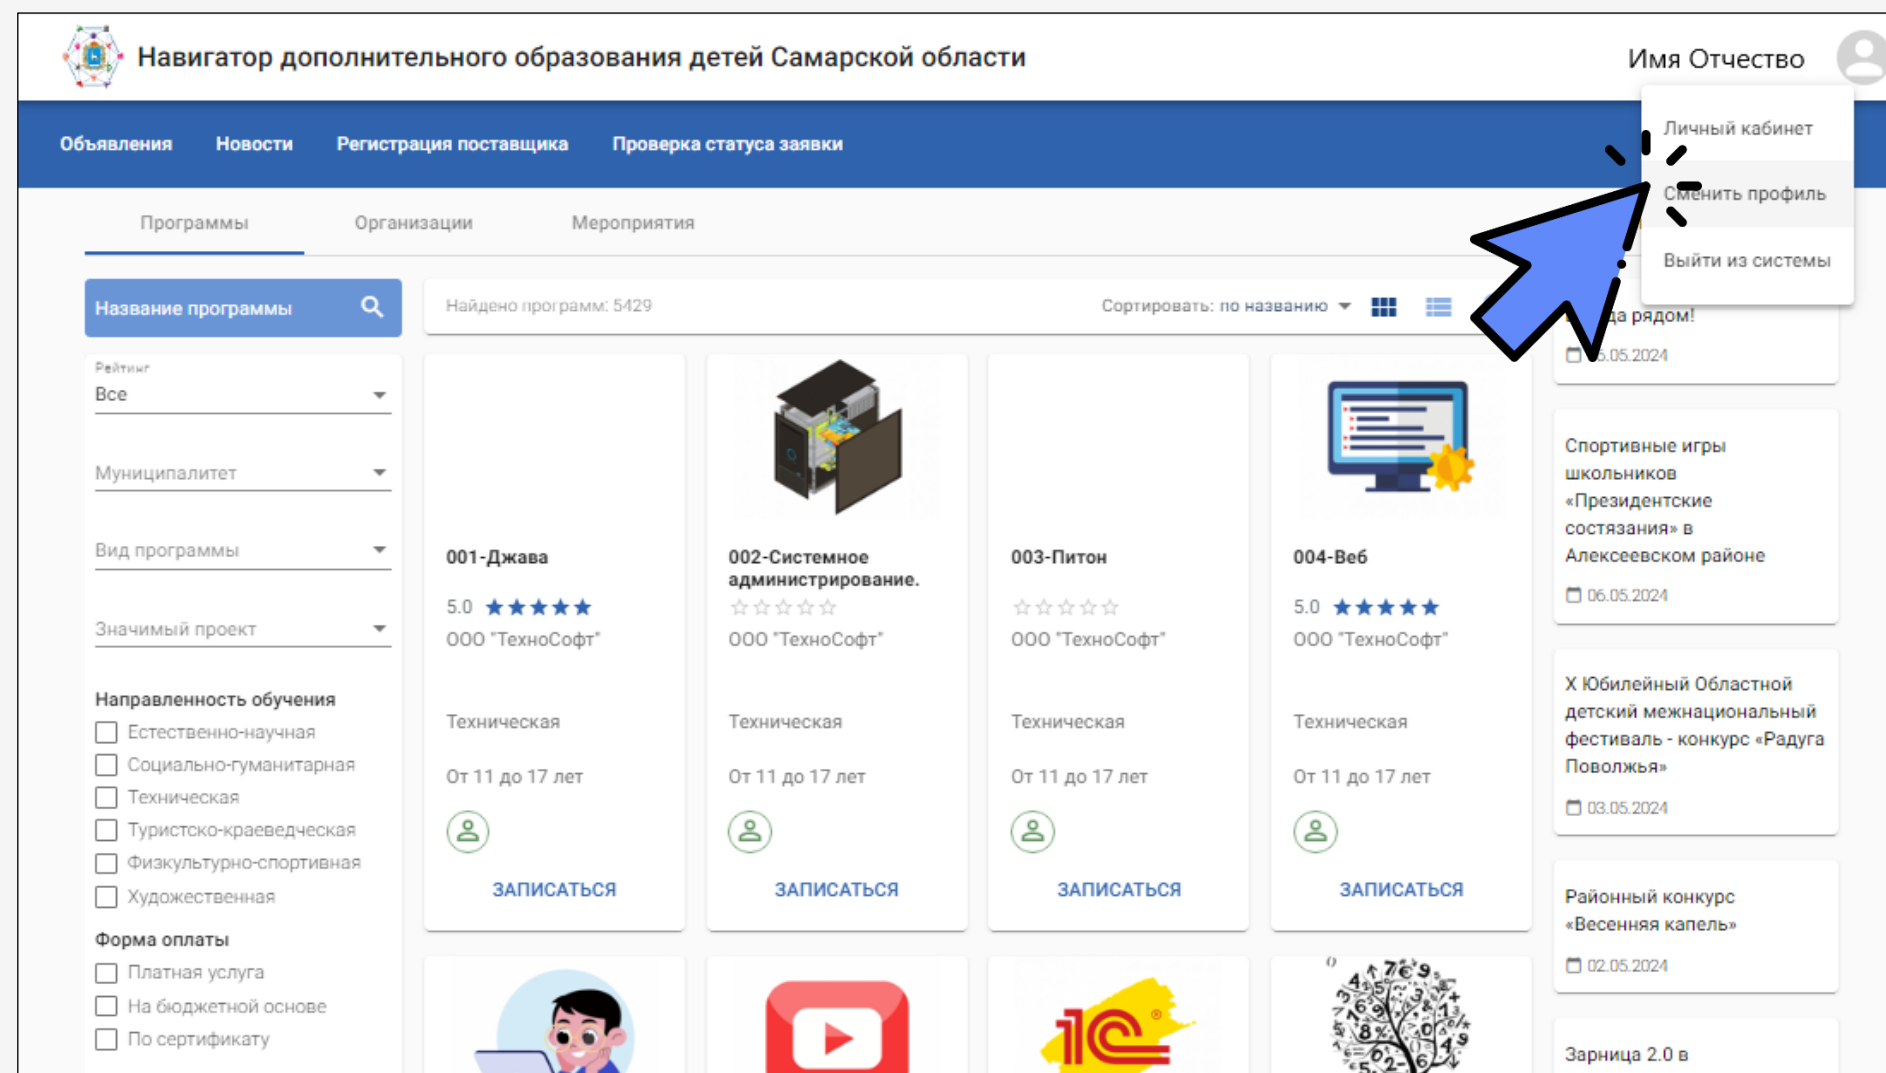 Навигатор дополнительного образования детей Самарской области
Имя Отчество
Личный кабинет
Сменить профиль
Выйти из системы
Объявления
Новости
Регистрация поставщика
Проверка статуса заявки
Программы
Организации
Мероприятия
Название программы
Найдено программ: 5429
Сортировать: по названию
Рейтинг
Все
Муниципалитет
Вид программы
Значимый проект
Направленность обучения
Естественно-научная
Социально-гуманитарная
Техническая
Туристско-краеведческая
Физкультурно-спортивная
Художественная
Форма оплаты
Платная услуга
На бюджетной основе
По сертификату
001-Джава
5.0
ООО "ТехноСофт"
Техническая
От 11 до 17 лет
ЗАПИСАТЬСЯ
002-Системное
администрирование.
ООО "ТехноСофт"
Техническая
От 11 до 17 лет
ЗАПИСАТЬСЯ
003-Питон
ООО "ТехноСофт"
Техническая
От 11 до 17 лет
ЗАПИСАТЬСЯ
004-Веб
5.0
ООО "ТехноСофт"
Техническая
От 11 до 17 лет
ЗАПИСАТЬСЯ
1С
рядом!
.05.2024
Спортивные игры
школьников
«Президентские
состязания» в
Алексеевском районе
06.05.2024
X Юбилейный Областной
детский межнациональный
фестиваль - конкурс «Радуга
Поволжья»
03.05.2024
Районный конкурс
«Весенняя капель»
02.05.2024
Зарница 2.0 в